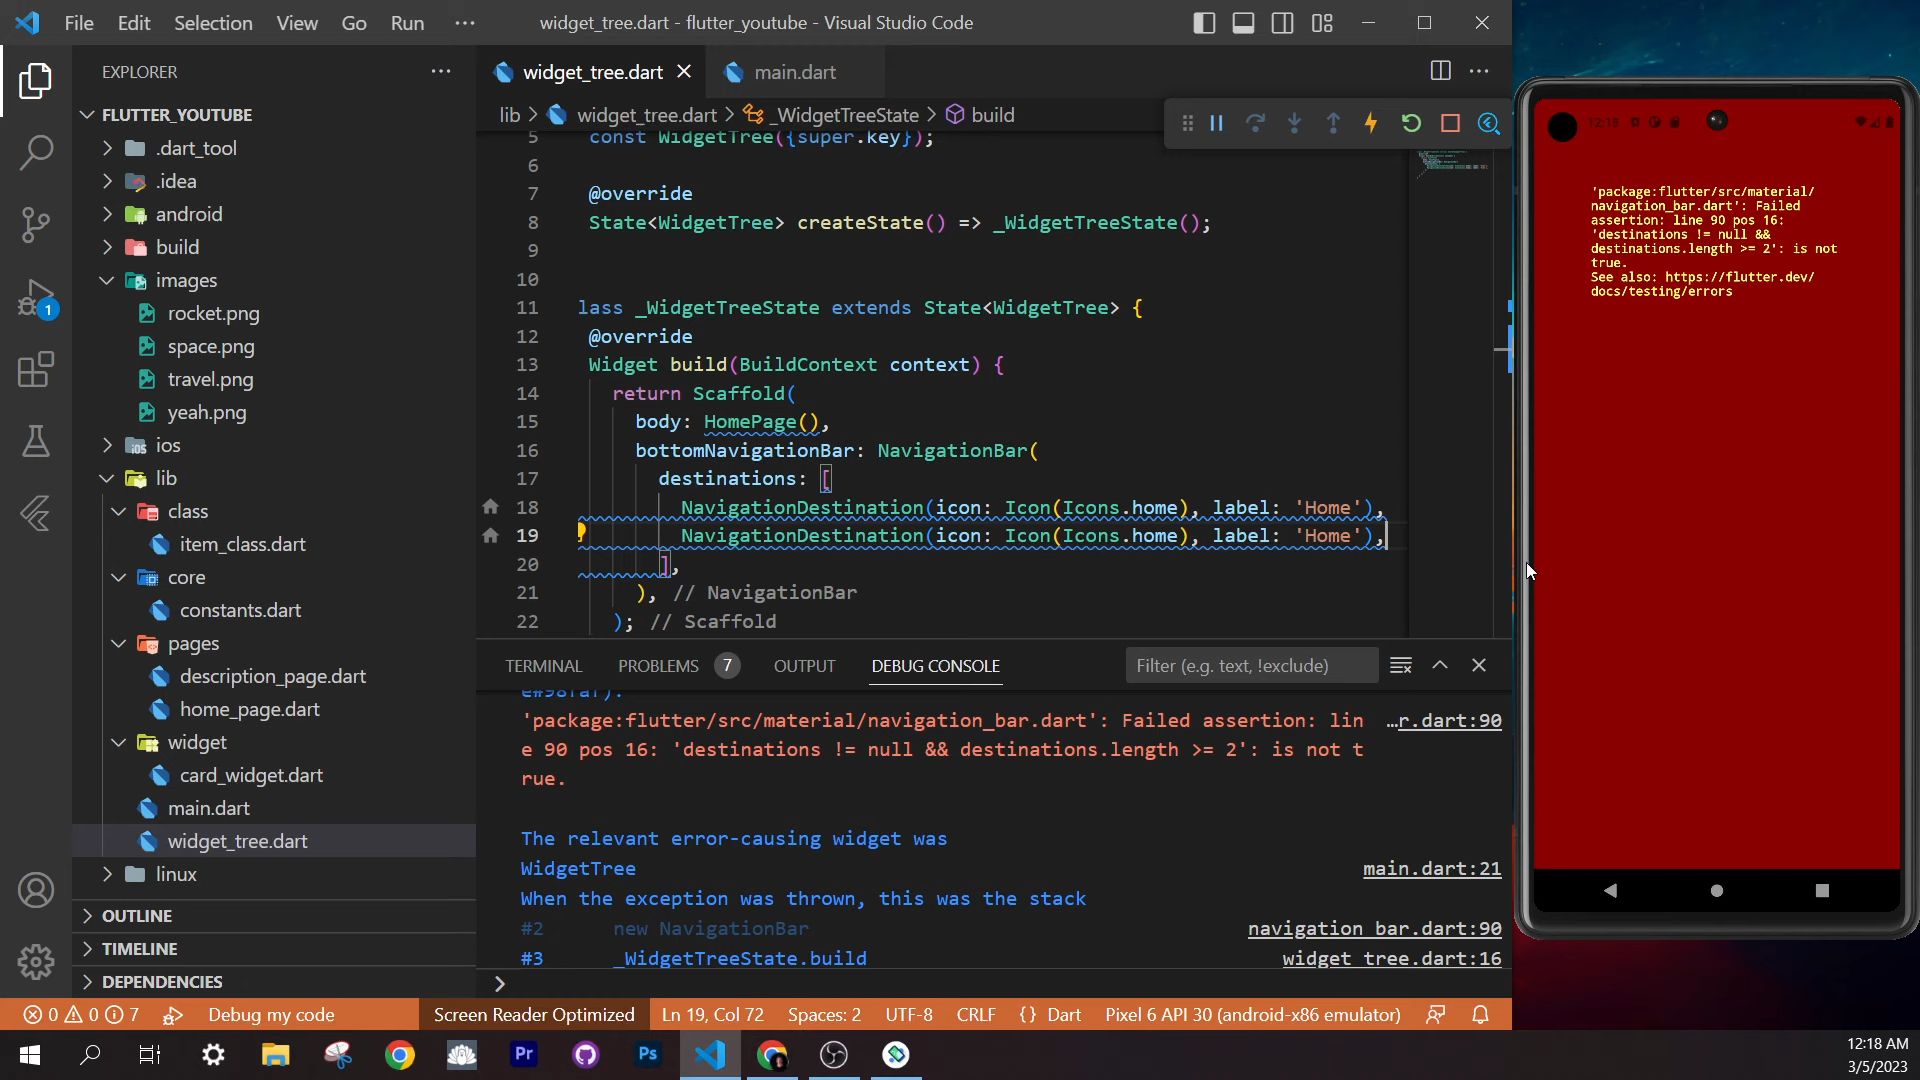 File Edit Selection View Go Run ··· widget_tree.dart - flutter_youtube - Visual Studio Code
EXPLORER ···
FLUTTER_YOUTUBE
.dart_tool
.idea
android
build
images
rocket.png
space.png
travel.png
yeah.png
ios
lib
class
item_class.dart
core
constants.dart
pages
description_page.dart
home_page.dart
widget
card_widget.dart
main.dart
widget_tree.dart
linux
OUTLINE
TIMELINE
DEPENDENCIES
1
widget_tree.dart main.dart
lib > widget_tree.dart > _WidgetTreeState > build
5 const WidgetTree({super.key});
6
7 @override
8 State<WidgetTree> createState() => _WidgetTreeState();
9
10
11 lass _WidgetTreeState extends State<WidgetTree> {
12 @override
13 Widget build(BuildContext context) {
14 return Scaffold(
15 body: HomePage(),
16 bottomNavigationBar: NavigationBar(
17 destinations: [
18 NavigationDestination(icon: Icon(Icons.home), label: 'Home'),
19 NavigationDestination(icon: Icon(Icons.home), label: 'Home'),
20 ],
21 ), // NavigationBar
22 ); // Scaffold
TERMINAL PROBLEMS 7 OUTPUT DEBUG CONSOLE Filter (e.g. text, !exclude)
'package:flutter/src/material/navigation_bar.dart': Failed assertion: lin …r.dart:90
e 90 pos 16: 'destinations != null && destinations.length >= 2': is not t
rue.
The relevant error-causing widget was
WidgetTree main.dart:21
When the exception was thrown, this was the stack
#2 new NavigationBar navigation_bar.dart:90
#3 _WidgetTreeState.build widget_tree.dart:16
>
0 0 7 Debug my code Screen Reader Optimized Ln 19, Col 72 Spaces: 2 UTF-8 CRLF {} Dart Pixel 6 API 30 (android-x86 emulator)
12:18
'package:flutter/src/material/
navigation_bar.dart': Failed
assertion: line 90 pos 16:
'destinations != null &&
destinations.length >= 2': is not
true.
See also: https://flutter.dev/
docs/testing/errors
Pr Ps
12:18 AM
3/5/2023